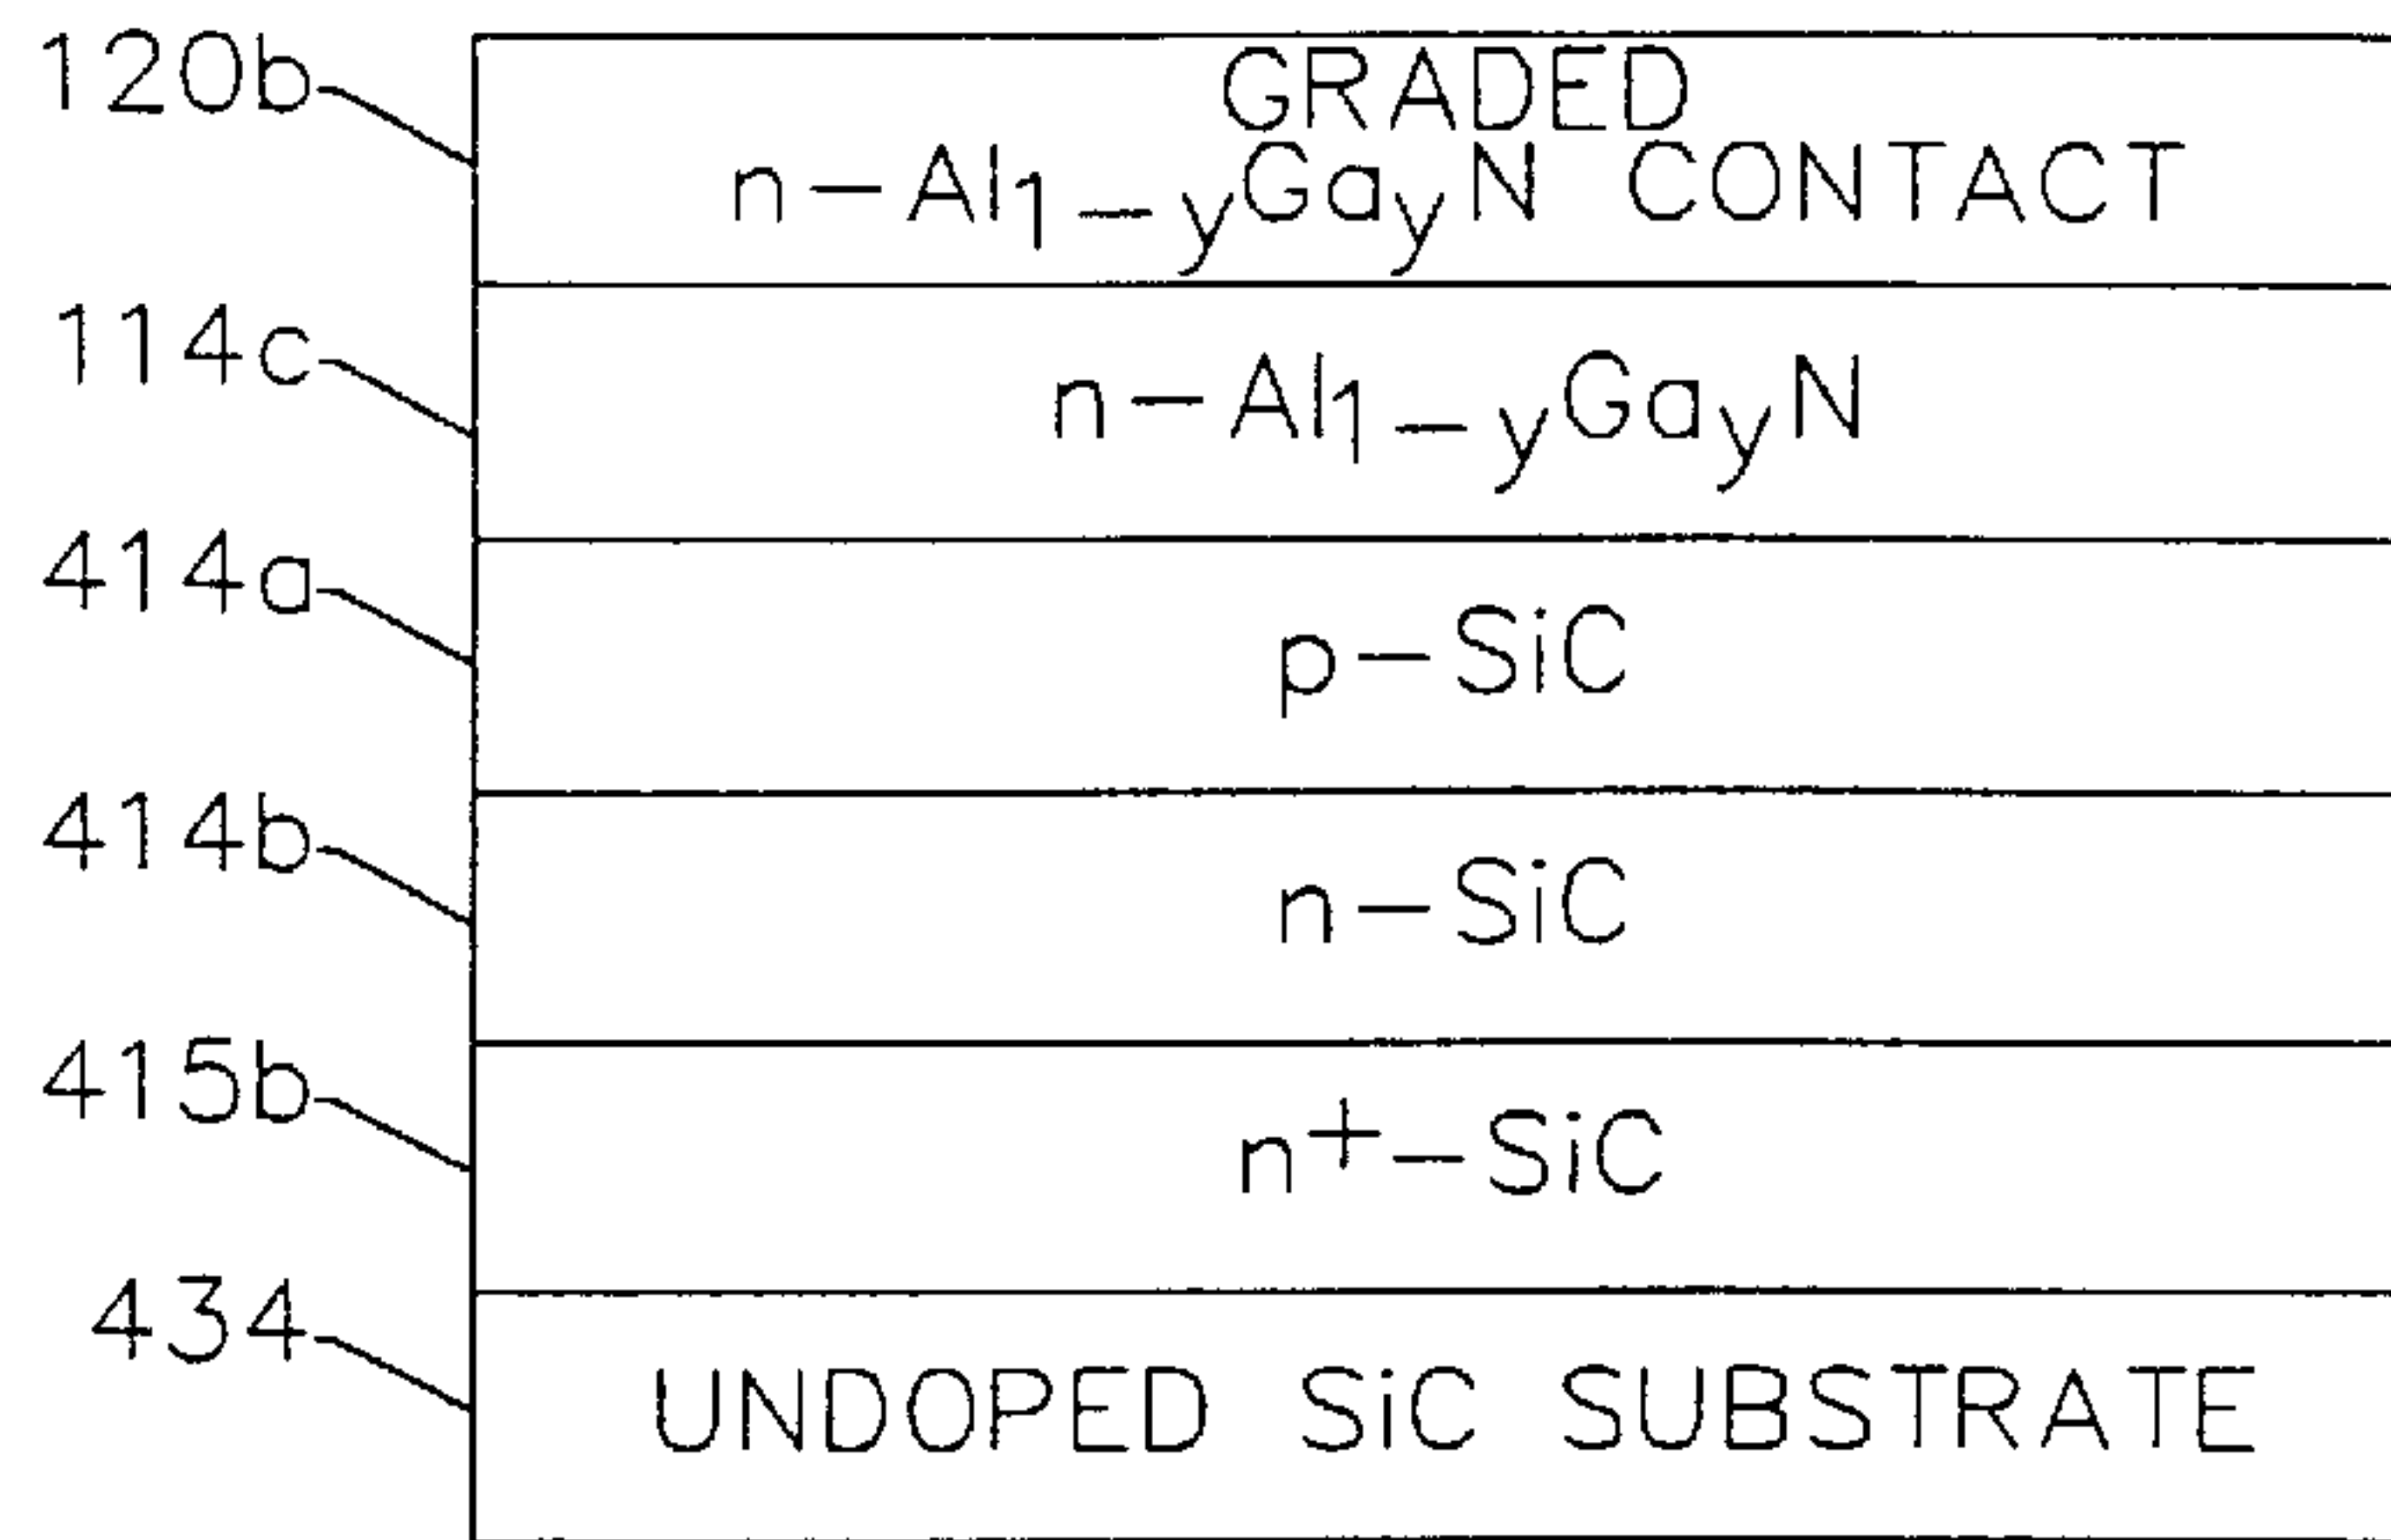 120b
GRADED
n-Al1-yGayN CONTACT
114c
n-Al1-yGayN
414a
p-SiC
414b
n-SiC
415b
n+-SiC
434
UNDOPED SiC SUBSTRATE